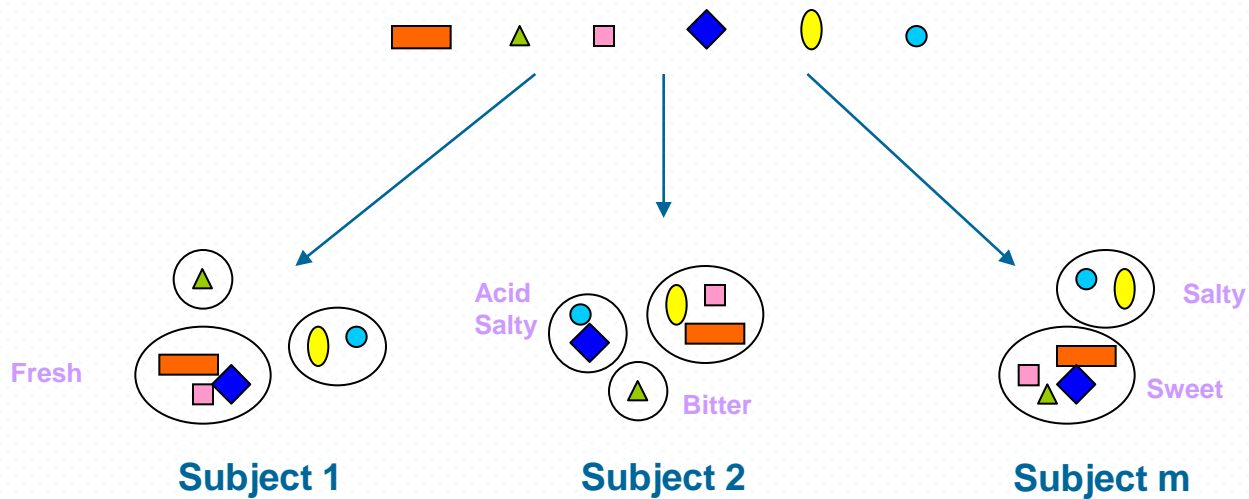 Acid
Salty
Salty
Fresh
Sweet
Bitter
Subject 1
Subject 2
Subject m